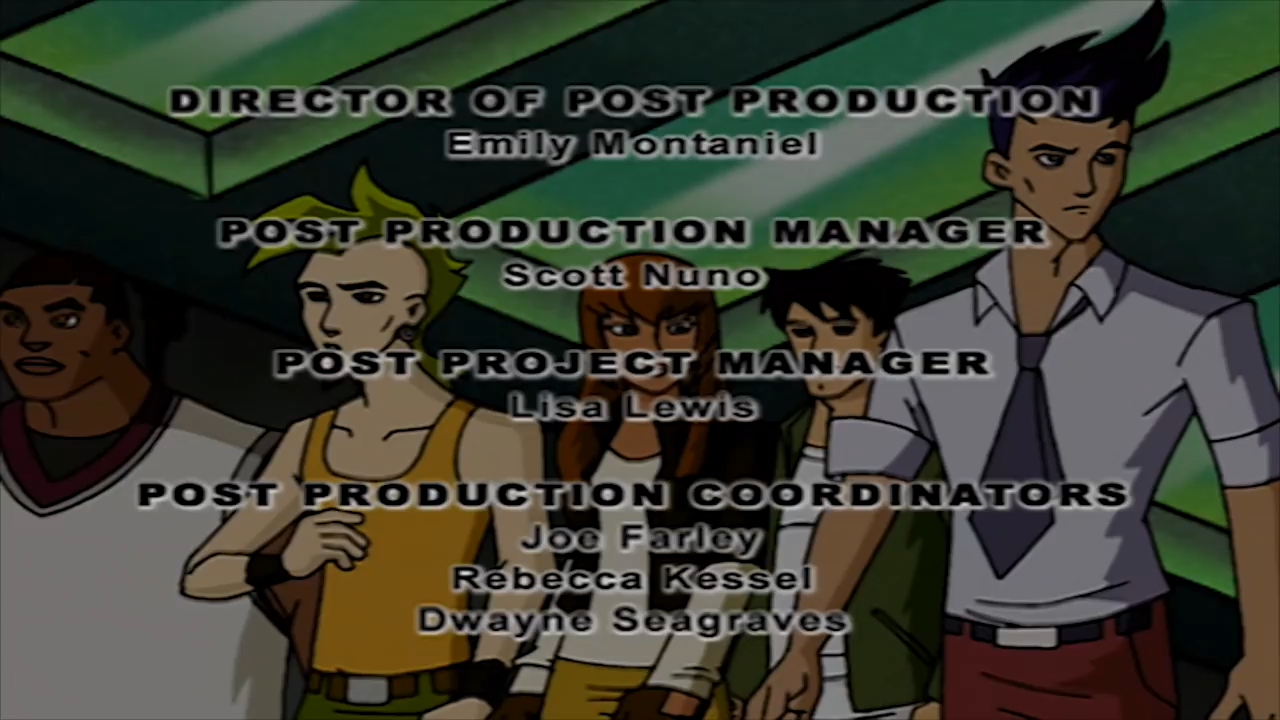 DIRECTOR OF POST PRODUCTION
Emily Montaniel
POST PRODUCTION MANAGER
Scott Nuno
POST PROJECT MANAGER
Lisa Lewis
POST PRODUCTION COORDINATORS
Joe Farley
Rebecca Kessel
Dwayne Seagraves